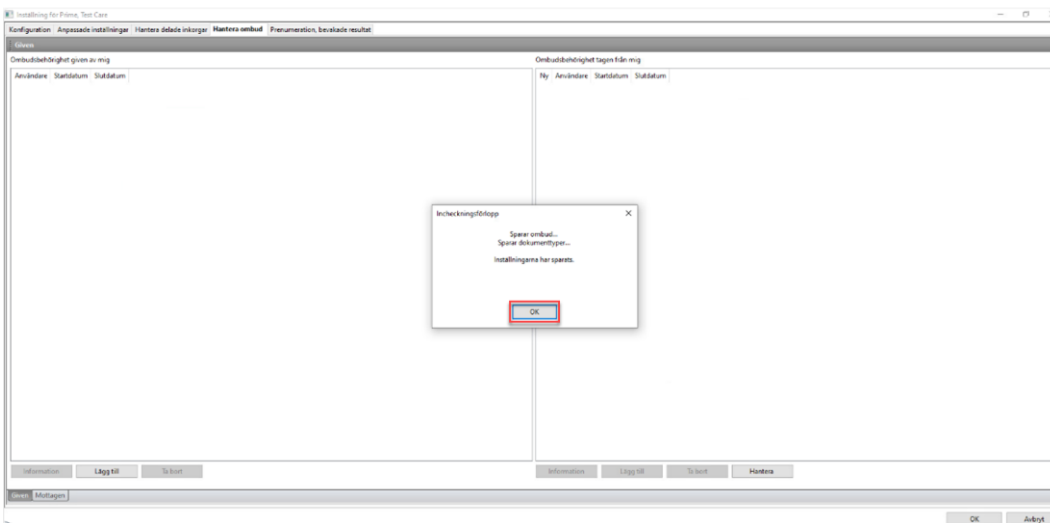 Inställning för Prima, Test Care
Konfiguration Anpassade inställningar Hantera delade inkorgar Hantera ombud Prenumeration, bevakade resultat
Given
Ombudsbehörighet given av mig
Ombudsbehörighet tagen från mig
Användare Startdatum Slutdatum
Ny Användare Startdatum Slutdatum
Incheckningsförlopp
Sparar ombud...
Sparar dokumenttyper...
Inställningarna har sparats.
OK
Information Lägg till Ta bort
Information Lägg till Ta bort Hantera
Given Mottagen
OK Avbryt